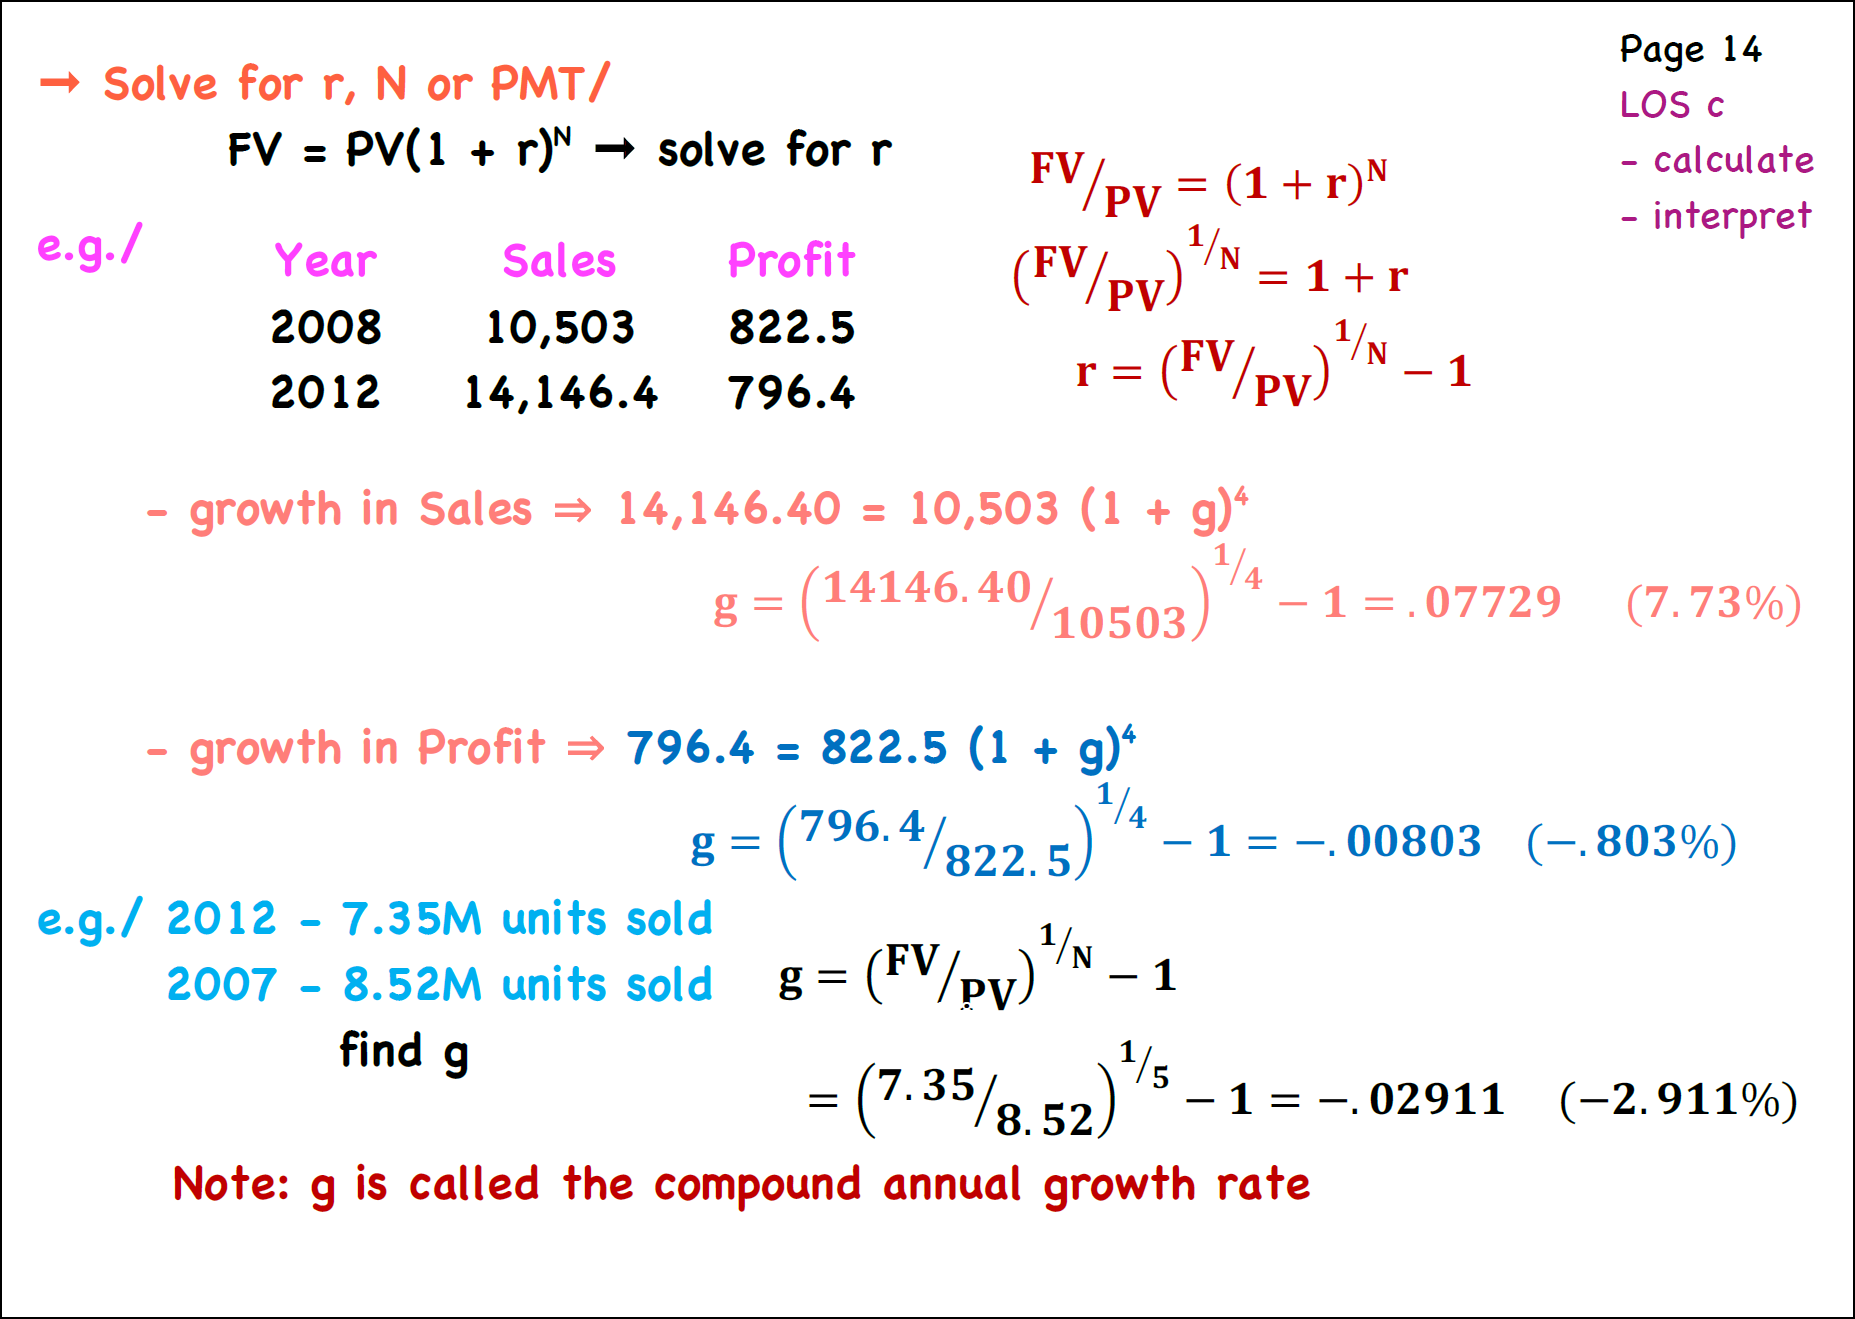 Page 14
LOS c
- calculate
- interpret
→ Solve for r, N or PMT/
FV = PV(1 + r)^N → solve for r
FV/PV = (1 + r)^N
(FV/PV)^1/N = 1 + r
r = (FV/PV)^1/N − 1
e.g./ Year Sales Profit
2008 10,503 822.5
2012 14,146.4 796.4
- growth in Sales ⇒ 14,146.40 = 10,503 (1 + g)^4
g = (14146.40/10503)^1/4 − 1 = .07729 (7.73%)
- growth in Profit ⇒ 796.4 = 822.5 (1 + g)^4
g = (796.4/822.5)^1/4 − 1 = −.00803 (−.803%)
e.g./ 2012 - 7.35M units sold
2007 - 8.52M units sold
find g
g = (FV/PV)^1/N − 1
= (7.35/8.52)^1/5 − 1 = −.02911 (−2.911%)
Note: g is called the compound annual growth rate